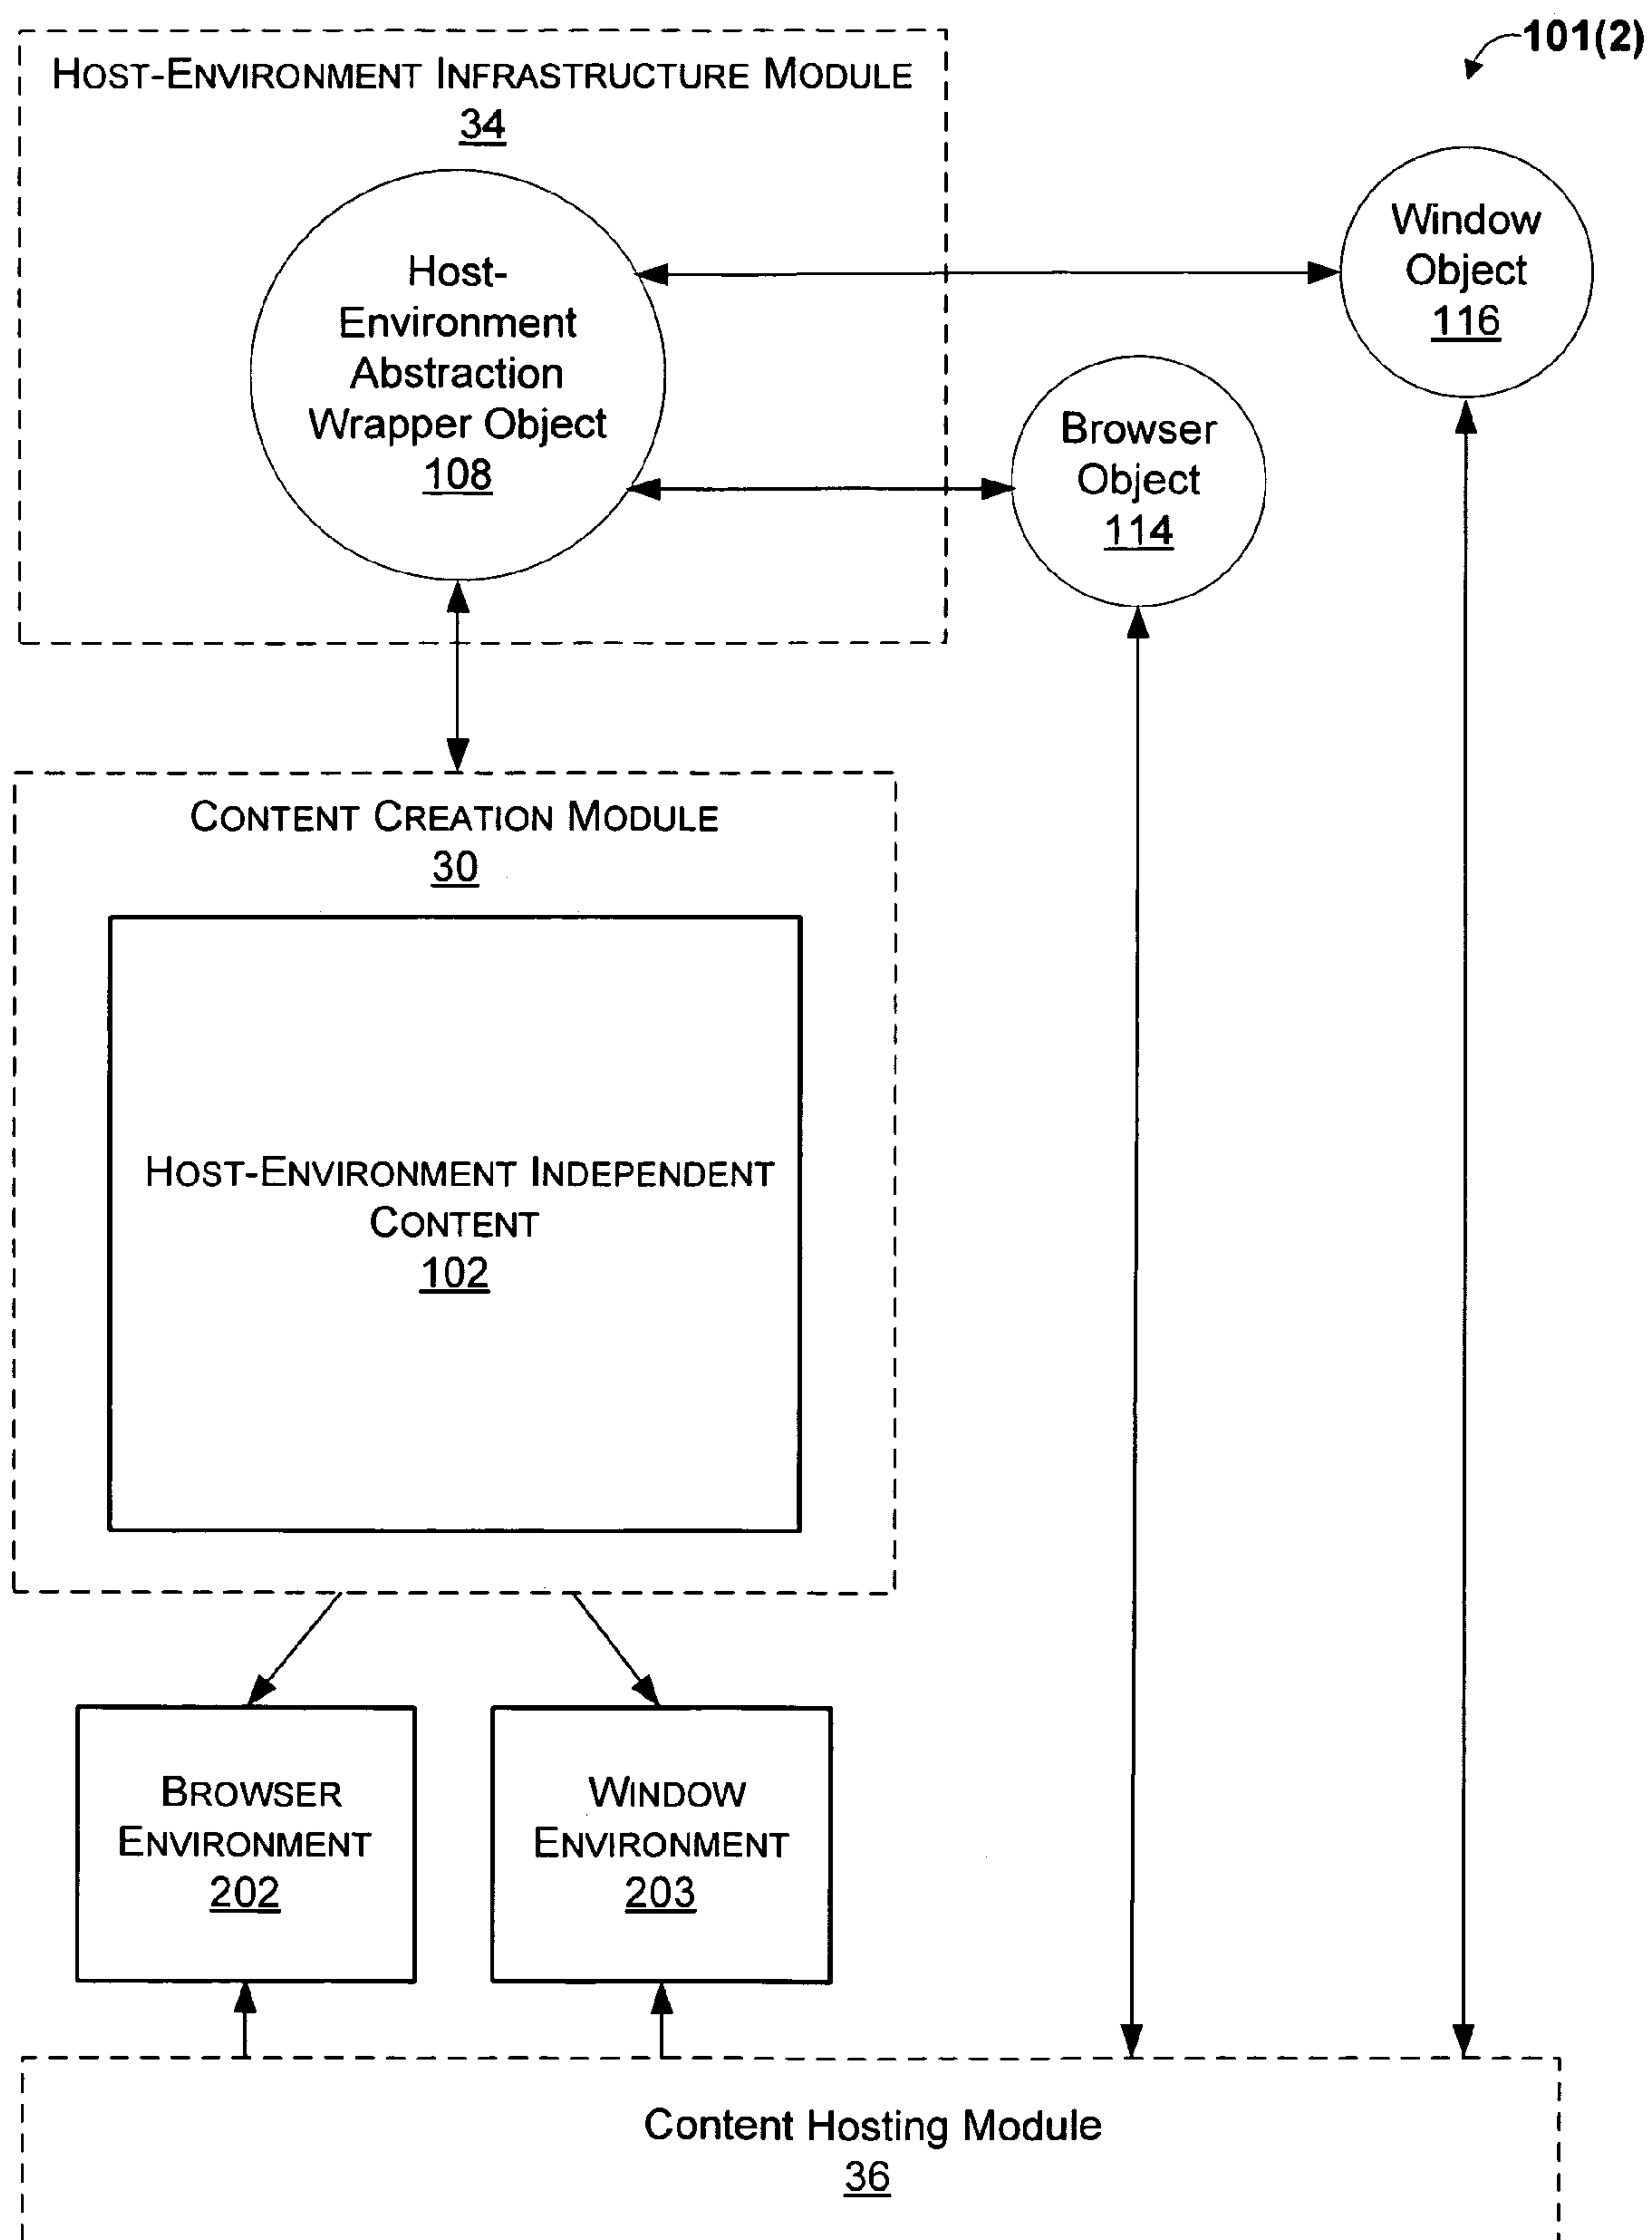 101(2)
HOST-ENVIRONMENT INFRASTRUCTURE MODULE
34
Host-
Environment
Abstraction
Wrapper Object
108
Window
Object
116
Browser
Object
114
CONTENT CREATION MODULE
30
HOST-ENVIRONMENT INDEPENDENT
CONTENT
102
BROWSER
ENVIRONMENT
202
WINDOW
ENVIRONMENT
203
Content Hosting Module
36